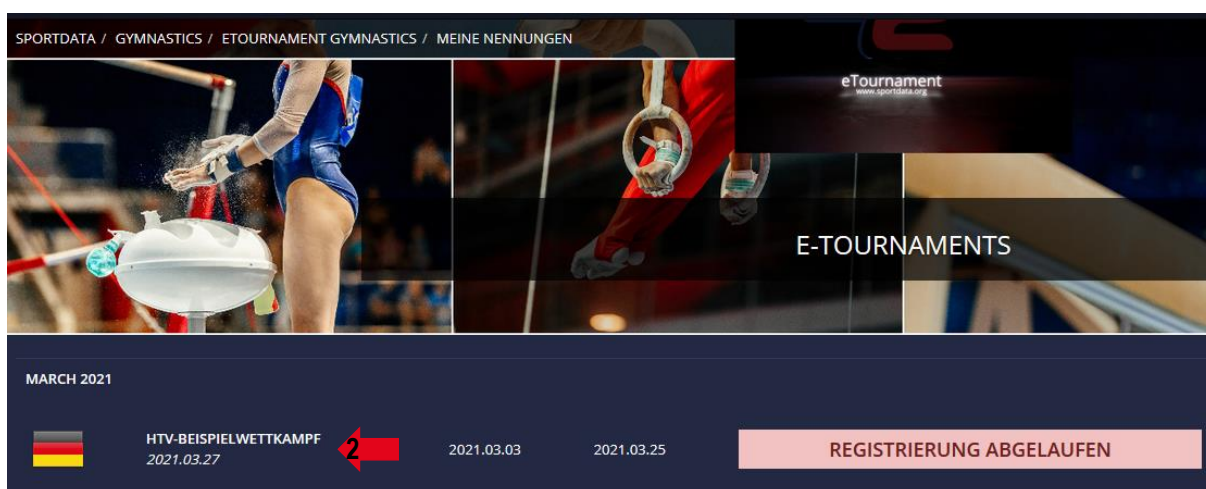 SPORTDATA / GYMNASTICS / ETOURNAMENT GYMNASTICS / MEINE NENNUNGEN
eTournament
www.sportdata.org
E-TOURNAMENTS
MARCH 2021
HTV-BEISPIELWETTKAMPF
2021.03.27
2
2021.03.03
2021.03.25
REGISTRIERUNG ABGELAUFEN